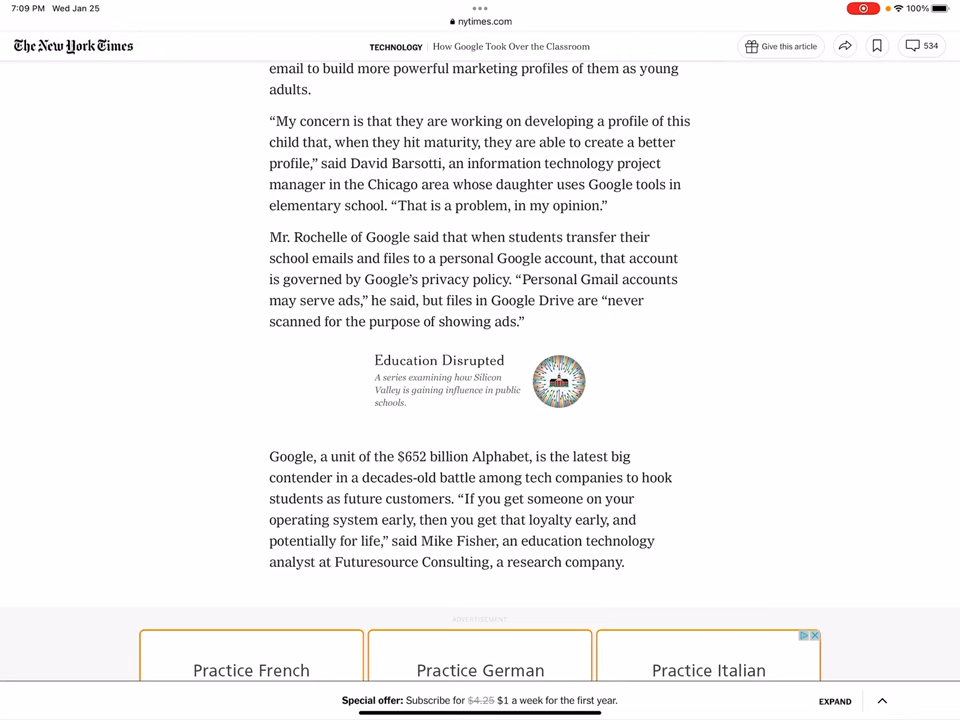 7:09 PM Wed Jan 25
100%
nytimes.com
The New York Times
TECHNOLOGY | How Google Took Over the Classroom
Give this article
534
email to build more powerful marketing profiles of them as young
adults.
“My concern is that they are working on developing a profile of this
child that, when they hit maturity, they are able to create a better
profile,” said David Barsotti, an information technology project
manager in the Chicago area whose daughter uses Google tools in
elementary school. “That is a problem, in my opinion.”
Mr. Rochelle of Google said that when students transfer their
school emails and files to a personal Google account, that account
is governed by Google’s privacy policy. “Personal Gmail accounts
may serve ads,” he said, but files in Google Drive are “never
scanned for the purpose of showing ads.”
Education Disrupted
A series examining how Silicon
Valley is gaining influence in public
schools.
Google, a unit of the $652 billion Alphabet, is the latest big
contender in a decades-old battle among tech companies to hook
students as future customers. “If you get someone on your
operating system early, then you get that loyalty early, and
potentially for life,” said Mike Fisher, an education technology
analyst at Futuresource Consulting, a research company.
ADVERTISEMENT
Practice French
Practice German
Practice Italian
Special offer: Subscribe for $4.25 $1 a week for the first year.
EXPAND